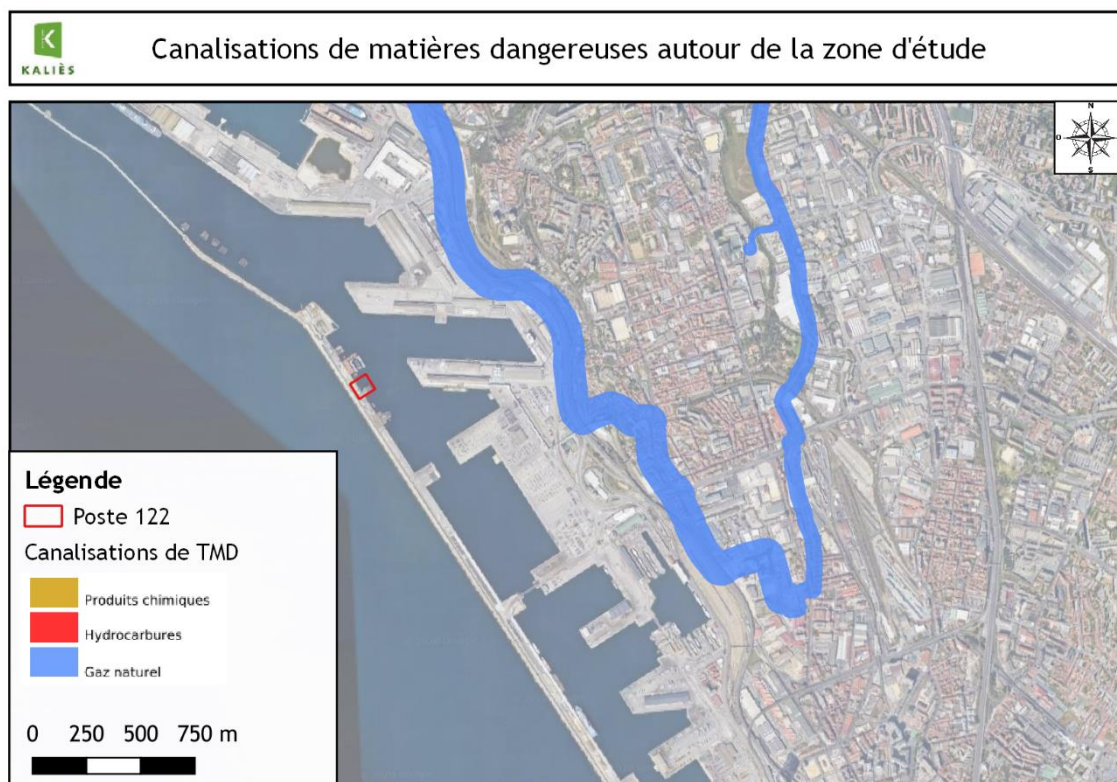 K
KALIÈS
Canalisations de matières dangereuses autour de la zone d'étude
N
O
E
S
Légende
Poste 122
Canalisations de TMD
Produits chimiques
Hydrocarbures
Gaz naturel
0 250 500 750 m